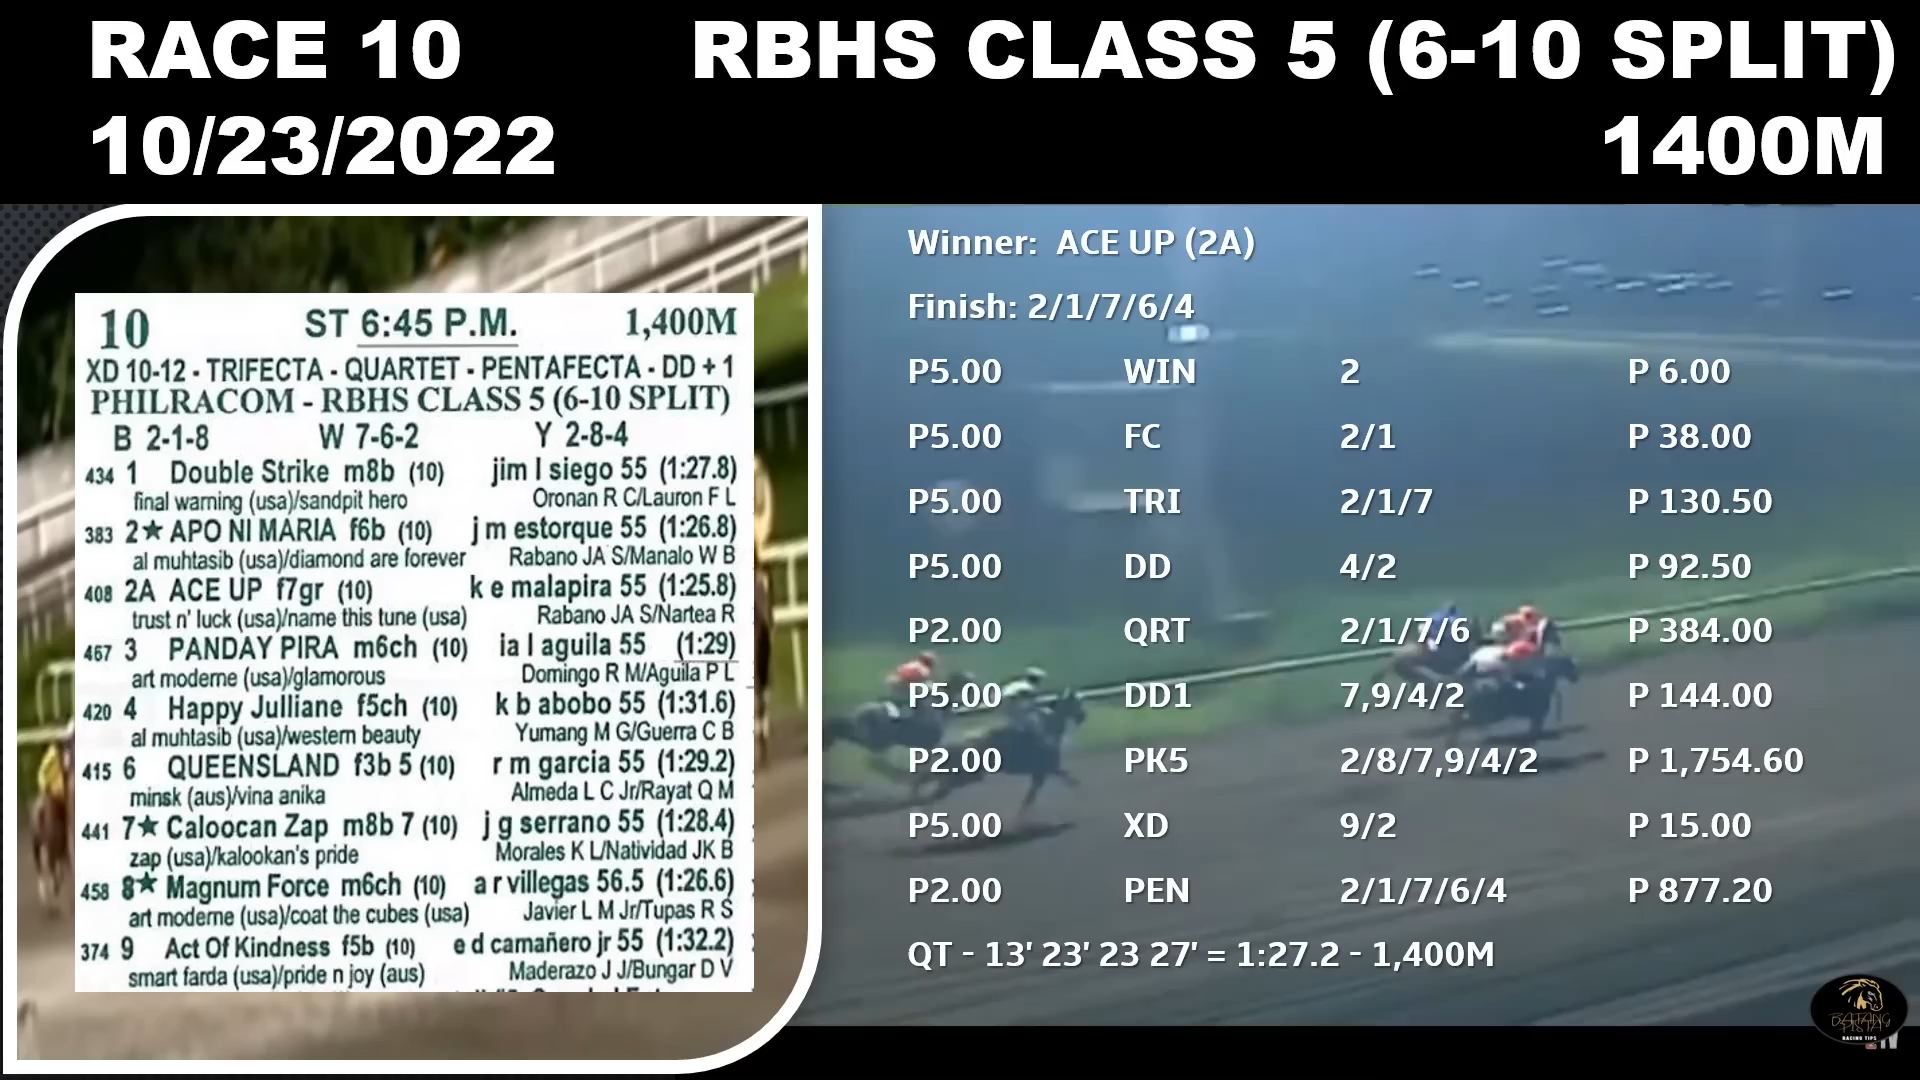 RACE 10
RBHS CLASS 5 (6-10 SPLIT)
10/23/2022
1400M
10 ST 6:45 P.M. 1,400M
XD 10-12 - TRIFECTA - QUARTET - PENTAFECTA - DD + 1
PHILRACOM - RBHS CLASS 5 (6-10 SPLIT)
B 2-1-8 W 7-6-2 Y 2-8-4
434 1 Double Strike m8b (10) jim l siego 55 (1:27.8)
final warning (usa)/sandpit hero Oronan R C/Lauron F L
383 2★ APO NI MARIA f6b (10) j m estorque 55 (1:26.8)
al muhtasib (usa)/diamond are forever Rabano JA S/Manalo W B
408 2A ACE UP f7gr (10) k e malapira 55 (1:25.8)
trust n' luck (usa)/name this tune (usa) Rabano JA S/Nartea R
467 3 PANDAY PIRA m6ch (10) ia l aguila 55 (1:29)
art moderne (usa)/glamorous Domingo R M/Aguila P L
420 4 Happy Julliane f5ch (10) k b abobo 55 (1:31.6)
al muhtasib (usa)/western beauty Yumang M G/Guerra C B
415 6 QUEENSLAND f3b 5 (10) r m garcia 55 (1:29.2)
minsk (aus)/vina anika Almeda L C Jr/Rayat Q M
441 7★ Caloocan Zap m8b 7 (10) j g serrano 55 (1:28.4)
zap (usa)/kalookan's pride Morales K L/Natividad JK B
458 8★ Magnum Force m6ch (10) a r villegas 56.5 (1:26.6)
art moderne (usa)/coat the cubes (usa) Javier L M Jr/Tupas R S
374 9 Act Of Kindness f5b (10) e d camañero jr 55 (1:32.2)
smart farda (usa)/pride n joy (aus) Maderazo J J/Bungar D V
Winner: ACE UP (2A)
Finish: 2/1/7/6/4
P5.00 WIN 2 P 6.00
P5.00 FC 2/1 P 38.00
P5.00 TRI 2/1/7 P 130.50
P5.00 DD 4/2 P 92.50
P2.00 QRT 2/1/7/6 P 384.00
P5.00 DD1 7,9/4/2 P 144.00
P2.00 PK5 2/8/7,9/4/2 P 1,754.60
P5.00 XD 9/2 P 15.00
P2.00 PEN 2/1/7/6/4 P 877.20
QT - 13' 23' 23 27' = 1:27.2 - 1,400M
BATANG
PISTA
RACING TIPS